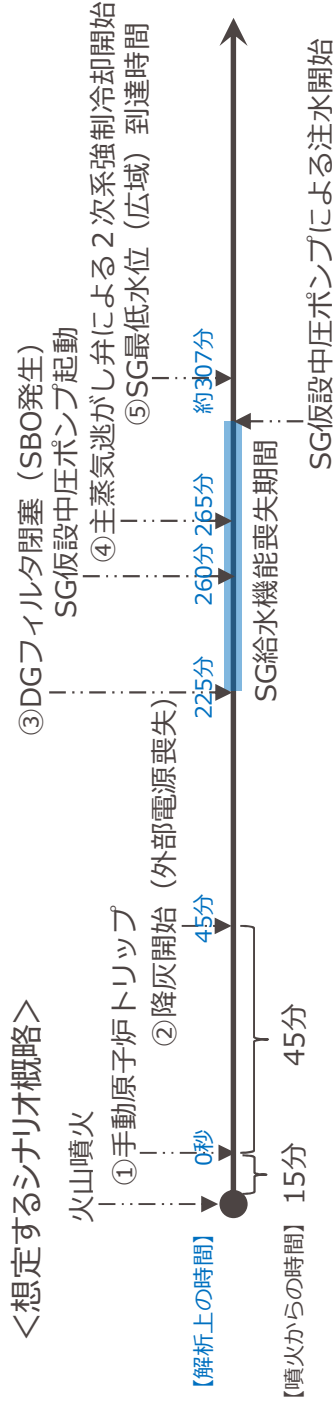 ＜想定するシナリオ概略＞
火山噴火
①手動原子炉トリップ
②降灰開始（外部電源喪失）
③DGフィルタ閉塞（SBO発生）
SG仮設中圧ポンプ起動
④主蒸気逃がし弁による２次系強制冷却開始
⑤SG最低水位（広域）到達時間
【解析上の時間】
0秒
45分
225分
260分
265分
約307分
【噴火からの時間】
15分
45分
SG給水機能喪失期間
SG仮設中圧ポンプによる注水開始